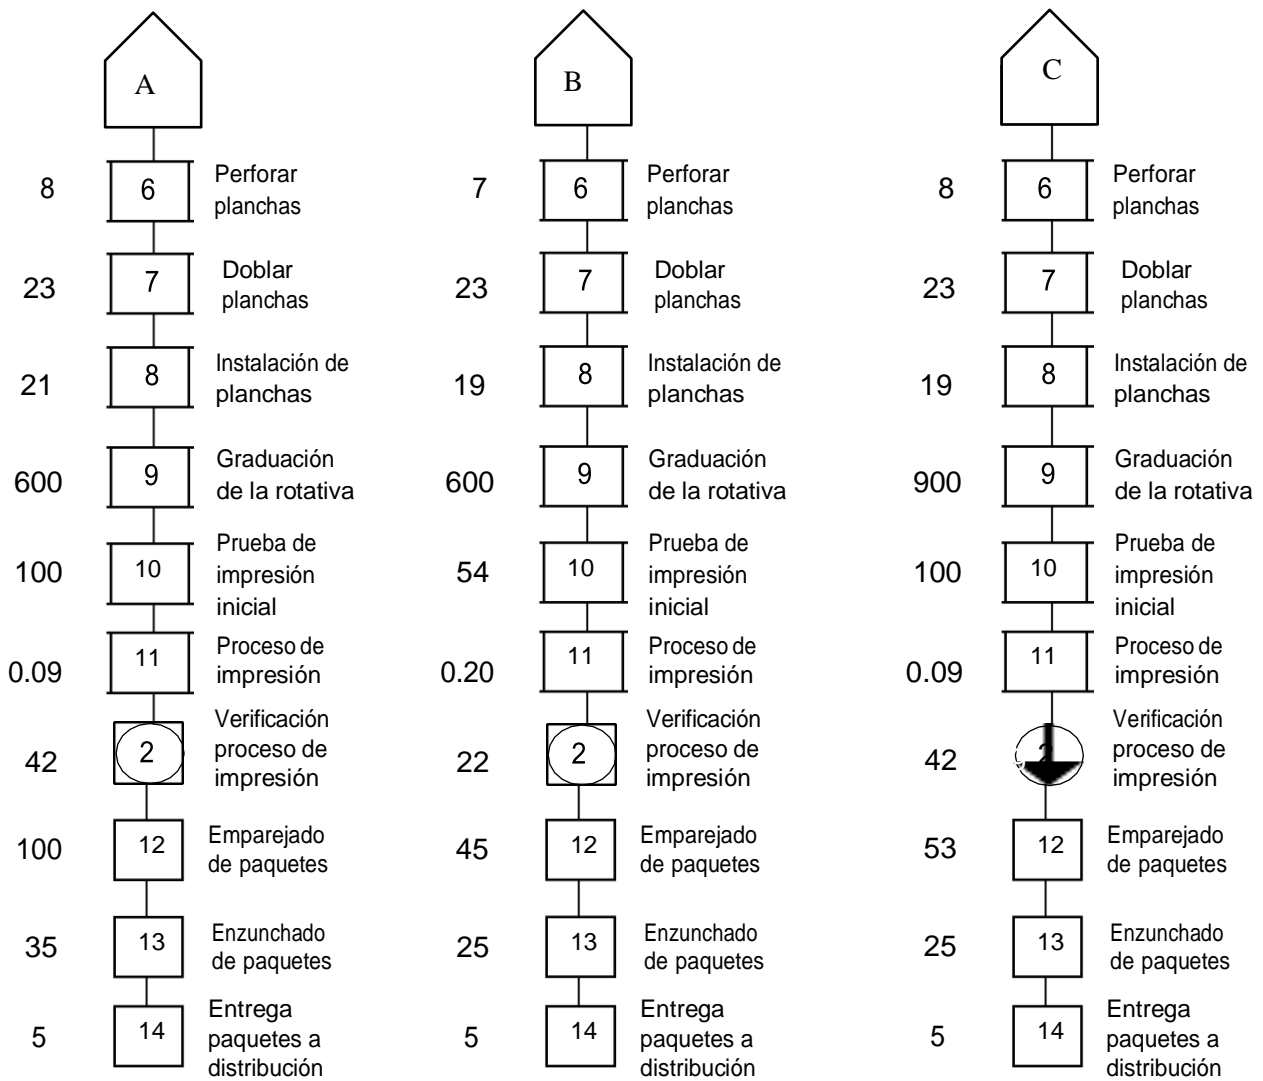 A
8
6
Perforar
planchas
23
7
Doblar
planchas
21
8
Instalación de
planchas
600
9
Graduación
de la rotativa
100
10
Prueba de
impresión
inicial
0.09
11
Proceso de
impresión
42
2
Verificación
proceso de
impresión
100
12
Emparejado
de paquetes
35
13
Enzunchado
de paquetes
5
14
Entrega
paquetes a
distribución
B
7
6
Perforar
planchas
23
7
Doblar
planchas
19
8
Instalación de
planchas
600
9
Graduación
de la rotativa
54
10
Prueba de
impresión
inicial
0.20
11
Proceso de
impresión
22
2
Verificación
proceso de
impresión
45
12
Emparejado
de paquetes
25
13
Enzunchado
de paquetes
5
14
Entrega
paquetes a
distribución
C
8
6
Perforar
planchas
23
7
Doblar
planchas
19
8
Instalación de
planchas
900
9
Graduación
de la rotativa
100
10
Prueba de
impresión
inicial
0.09
11
Proceso de
impresión
42
Verificación
proceso de
impresión
53
12
Emparejado
de paquetes
25
13
Enzunchado
de paquetes
5
14
Entrega
paquetes a
distribución